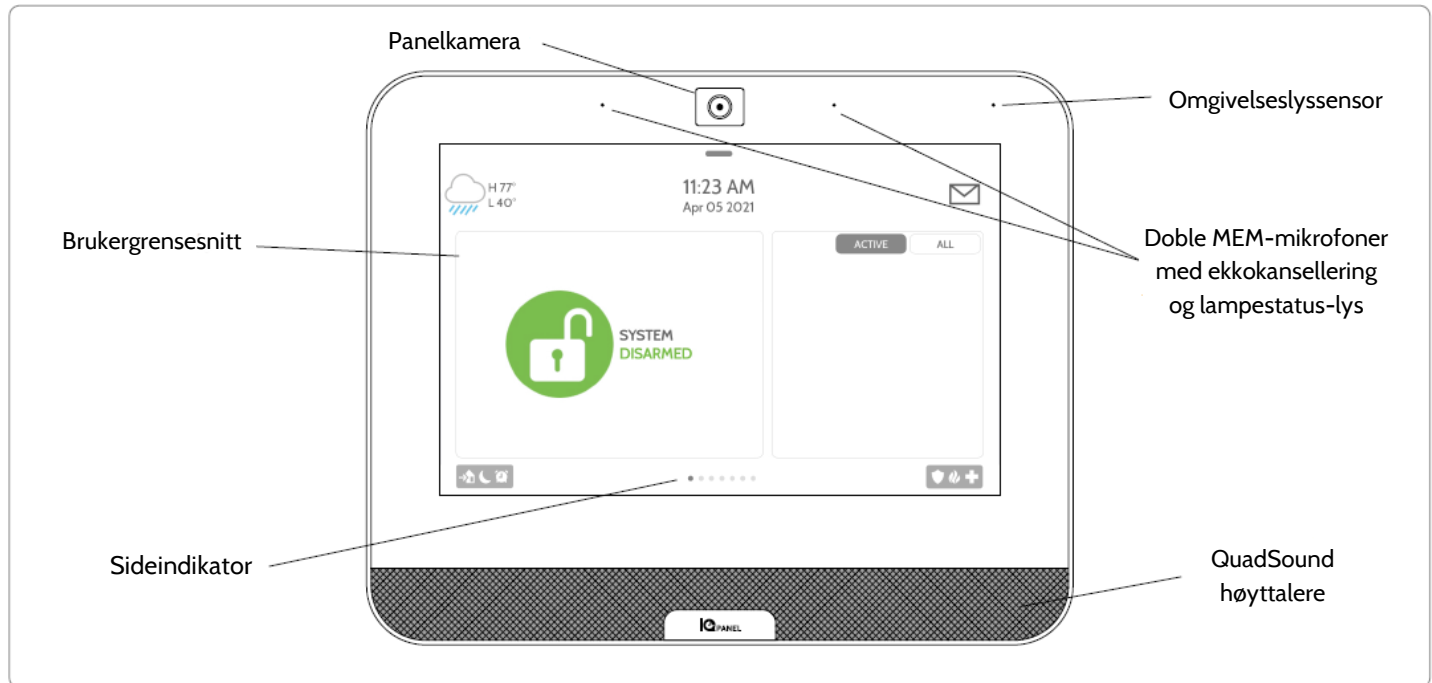 Panelkamera
Omgivelseslyssensor
H 77°
L 40°
11:23 AM
Apr 05 2021
Brukergrensesnitt
ACTIVE
ALL
Doble MEM-mikrofoner
med ekkokansellering
og lampestatus-lys
SYSTEM
DISARMED
Sideindikator
QuadSound
høyttalere
IQ PANEL